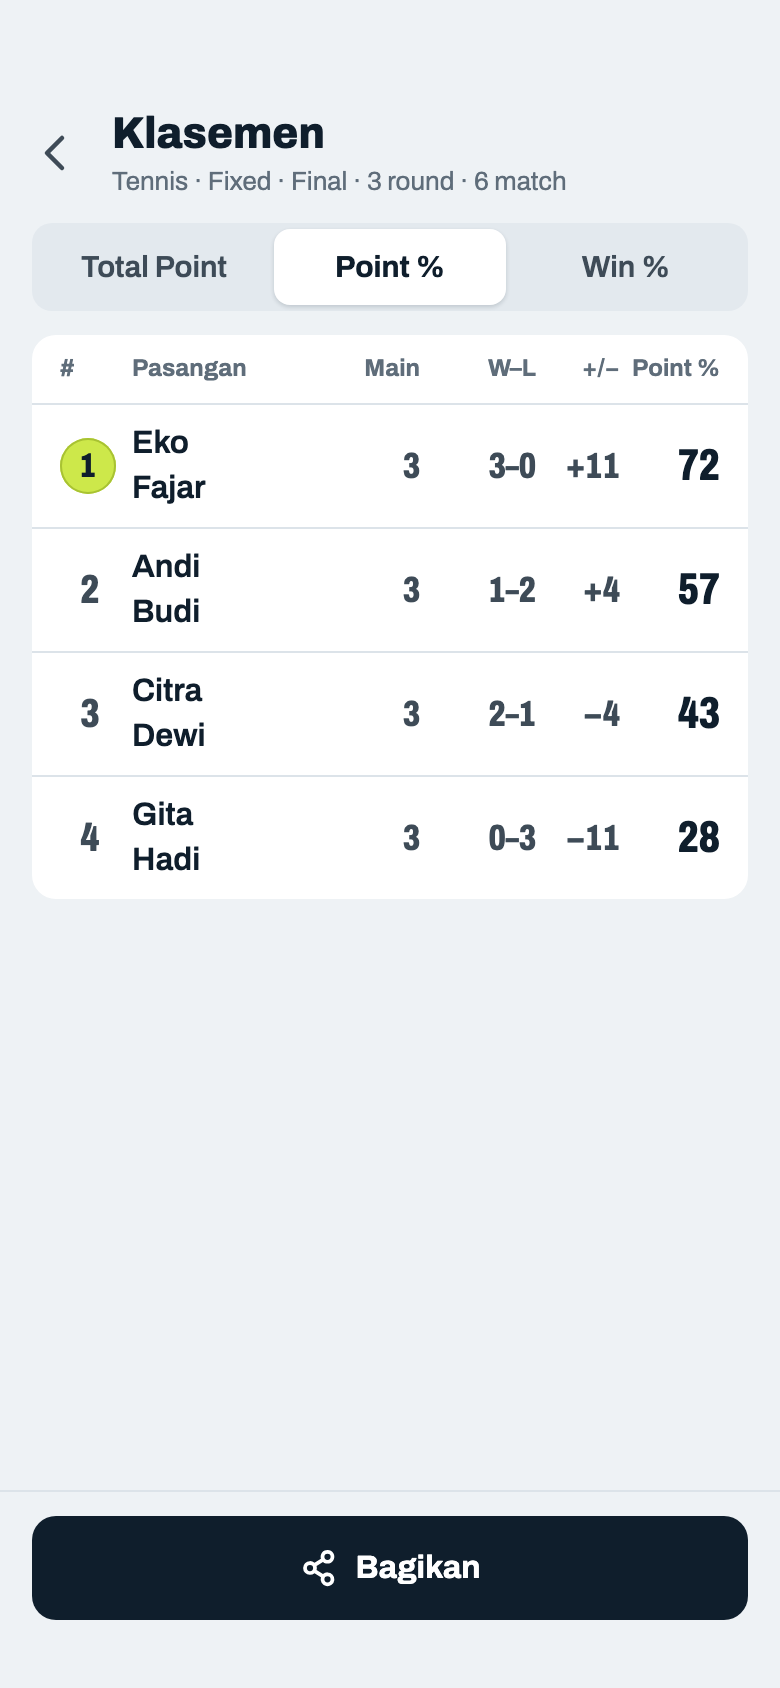 Klasemen
Tennis · Fixed · Final · 3 round · 6 match
Total Point Point % Win %
# Pasangan Main W–L +/– Point %
1 Eko Fajar 3 3–0 +11 72
2 Andi Budi 3 1–2 +4 57
3 Citra Dewi 3 2–1 −4 43
4 Gita Hadi 3 0–3 −11 28
Bagikan